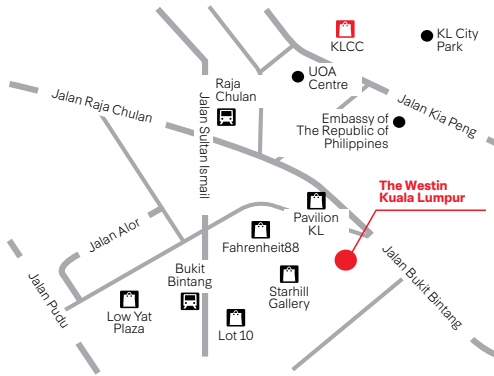 KLCC
KL City
Park
UOA
Centre
Raja
Chulan
Jalan Raja Chulan
Jalan Sultan Ismail
Jalan Kia Peng
Embassy of
The Republic of
Philippines
The Westin
Kuala Lumpur
Pavilion
KL
Fahrenheit88
Jalan Alor
Jalan Bukit Bintang
Bukit
Bintang
Starhill
Gallery
Jalan Pudu
Low Yat
Plaza
Lot 10